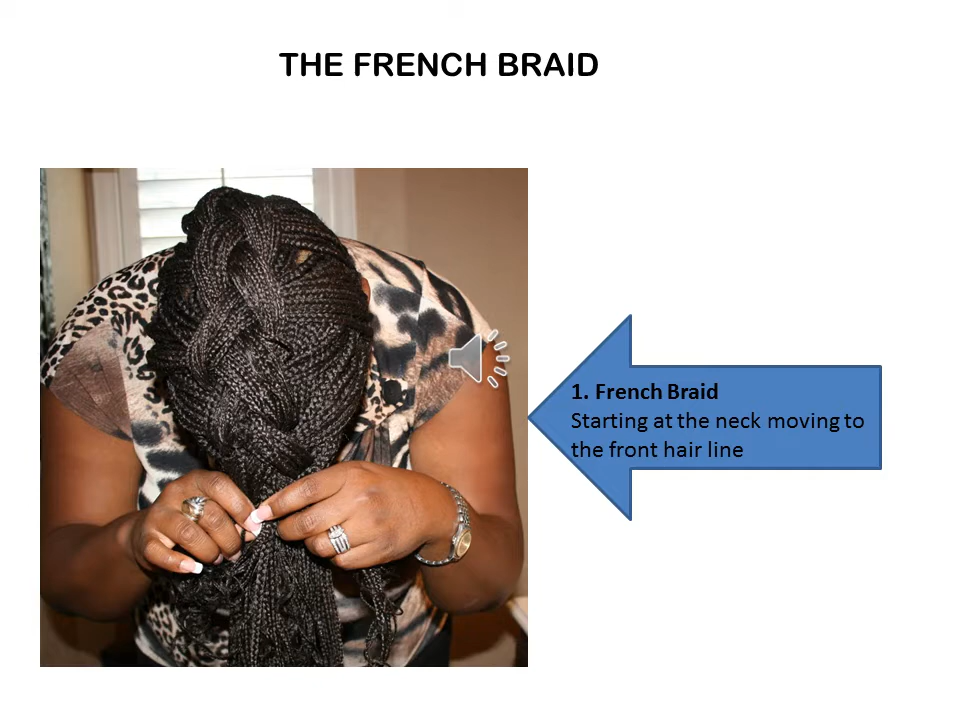 THE FRENCH BRAID
1. French Braid
Starting at the neck moving to
the front hair line